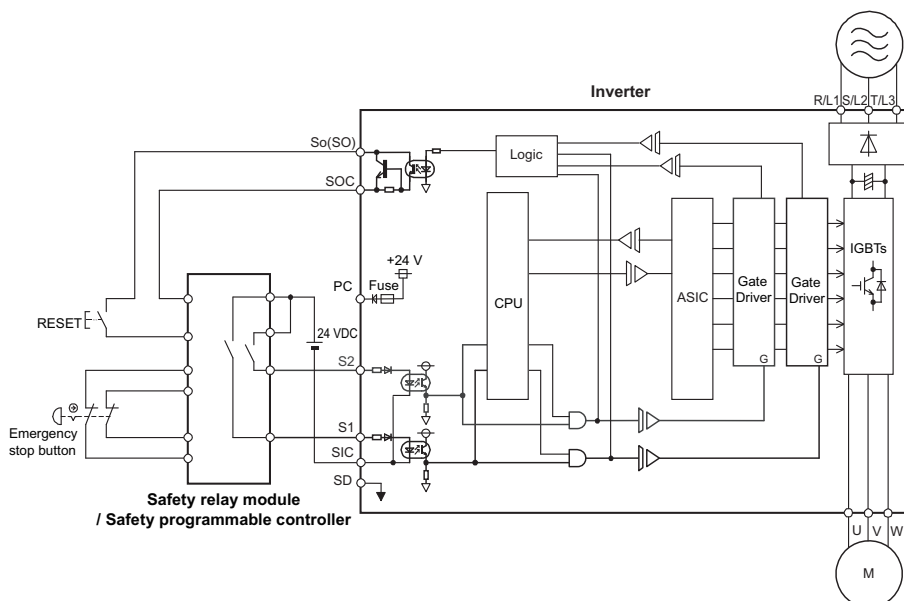 Inverter
R/L1 S/L2 T/L3
So(SO)
SOC
Logic
+24 V
PC
Fuse
CPU
ASIC
Gate
Driver
Gate
Driver
IGBTs
RESET
24 VDC
S2
G
G
Emergency
stop button
S1
SIC
SD
Safety relay module
/ Safety programmable controller
U V W
M